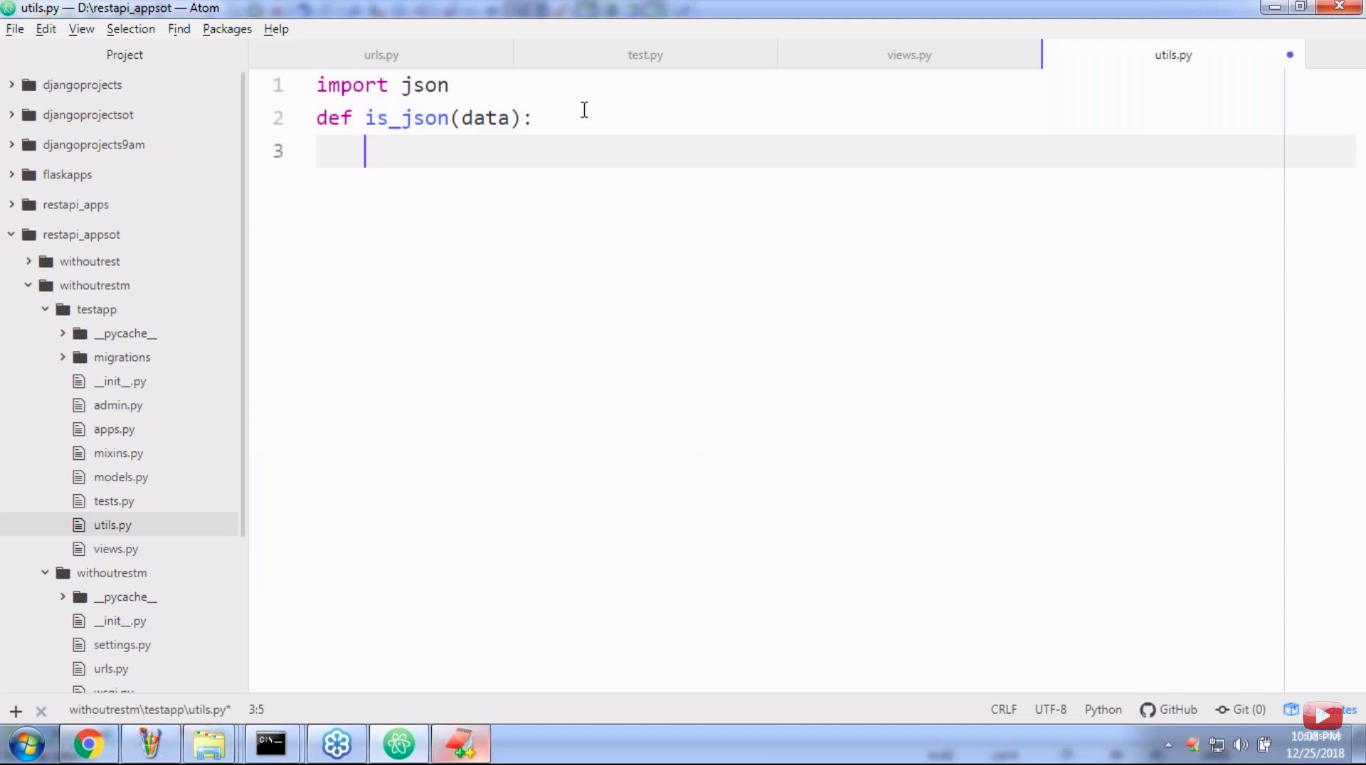 utils.py — D:\restapi_appsot — Atom
File Edit View Selection Find Packages Help
Project
urls.py
test.py
views.py
utils.py
djangoprojects
djangoprojectsot
djangoprojects9am
flaskapps
restapi_apps
restapi_appsot
withoutrest
withoutrestm
testapp
__pycache__
migrations
__init__.py
admin.py
apps.py
mixins.py
models.py
tests.py
utils.py
views.py
withoutrestm
__pycache__
__init__.py
settings.py
urls.py
wsgi.py
1 import json
2 def is_json(data):
3
withoutrestm\testapp\utils.py* 3:5
CRLF UTF-8 Python GitHub Git (0)
C:\.
10:08 PM
12/25/2018